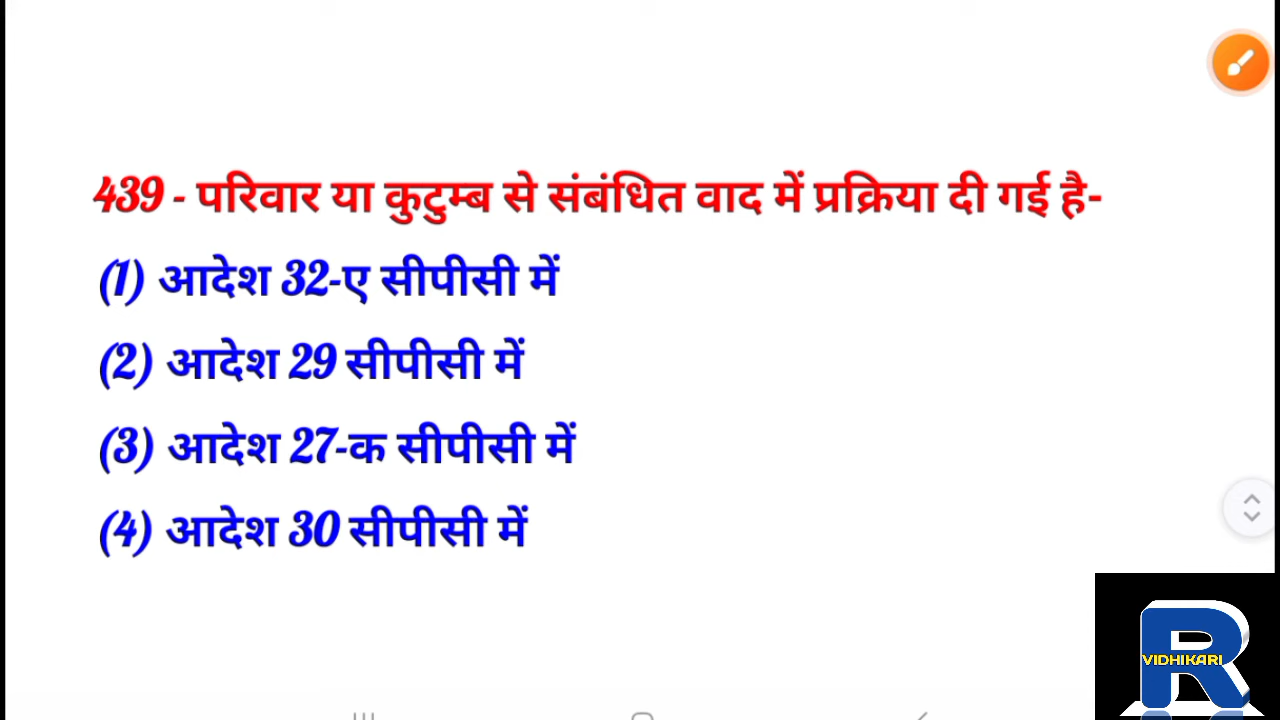 439 - परिवार या कुटुम्ब से संबंधित वाद में प्रक्रिया दी गई है-
(1) आदेश 32-ए सीपीसी में
(2) आदेश 29 सीपीसी में
(3) आदेश 27-क सीपीसी में
(4) आदेश 30 सीपीसी में
R
VIDHIKARI